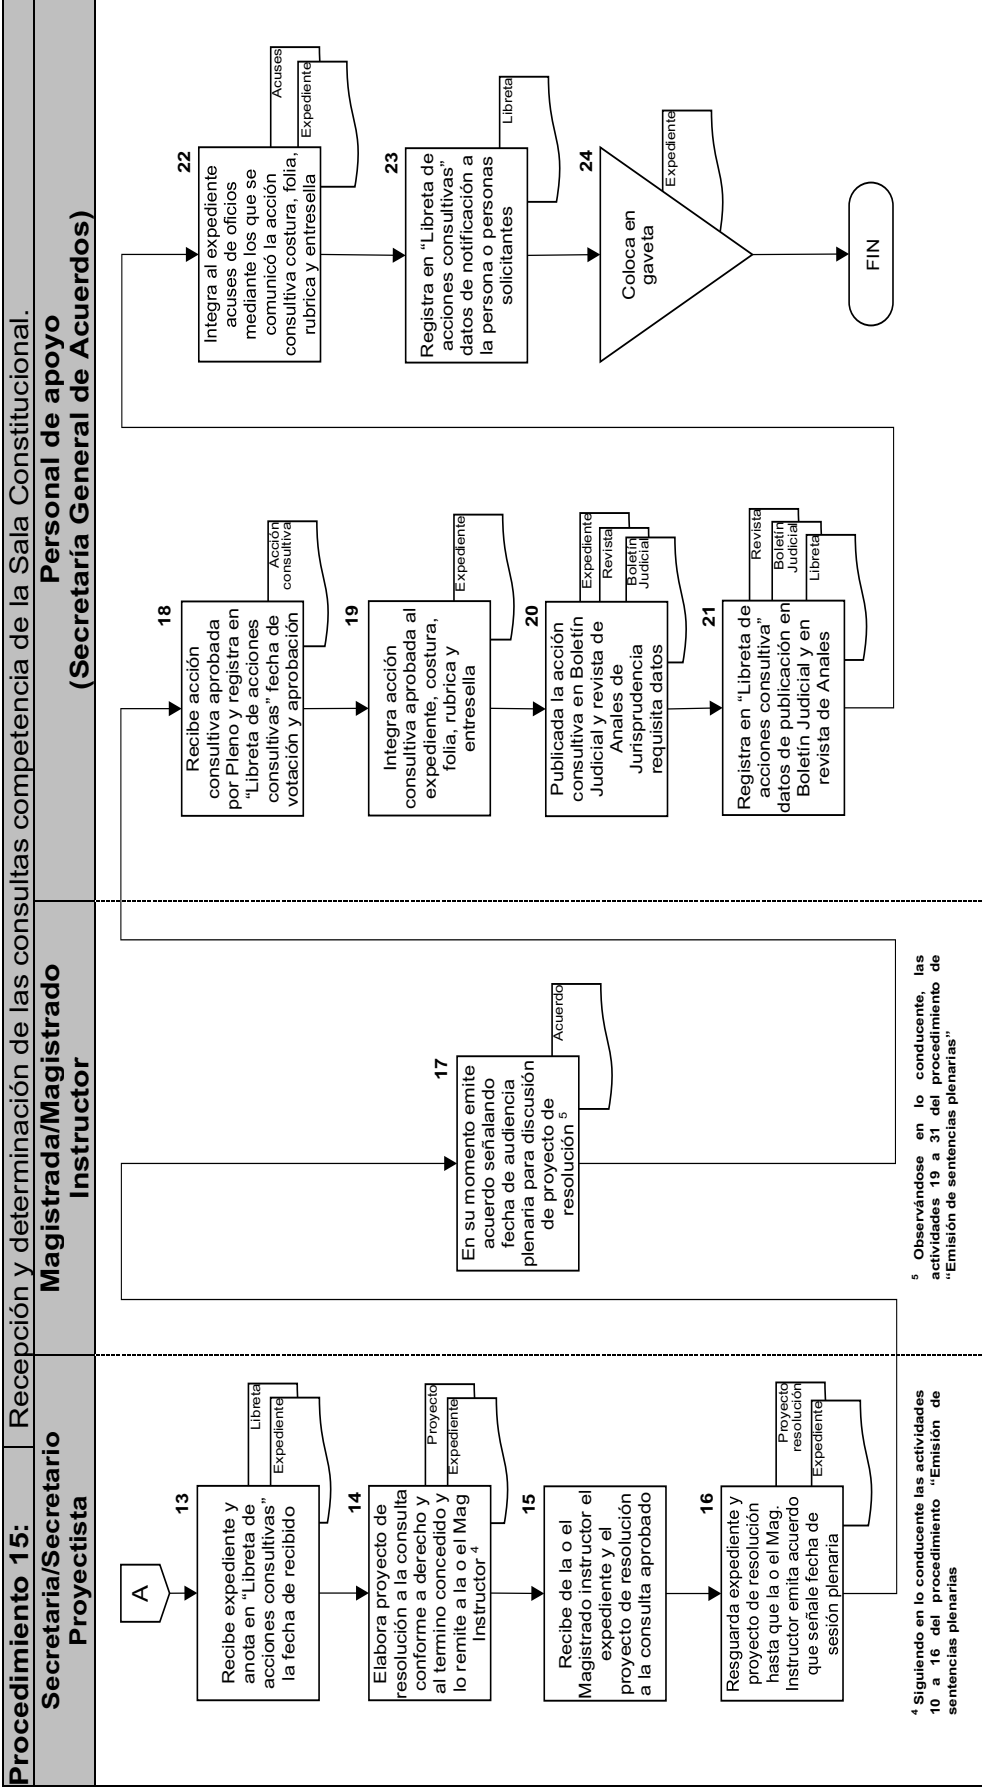 Procedimiento 15: Recepción y determinación de las consultas competencia de la Sala Constitucional.
Secretaria/Secretario
Proyectista
Magistrada/Magistrado
Instructor
Personal de apoyo
(Secretaría General de Acuerdos)
A
13
Recibe expediente y
anota en “Libreta de
acciones consultivas”
la fecha de recibido
Libreta
Expediente
14
Elabora proyecto de
resolución a la consulta
conforme a derecho y
al termino concedido y
lo remite a la o el Mag
Instructor 4
Proyecto
Expediente
15
Recibe de la o el
Magistrado instructor el
expediente y el
proyecto de resolución
a la consulta aprobado
16
Resguarda expediente y
proyecto de resolución
hasta que la o el Mag.
Instructor emita acuerdo
que señale fecha de
sesión plenaria
Proyecto
resolución
Expediente
4 Siguiendo en lo conducente las actividades
10 a 16 del procedimiento “Emisión de
sentencias plenarias
17
En su momento emite
acuerdo señalando
fecha de audiencia
plenaria para discusión
de proyecto de
resolución 5
Acuerdo
5 Observándose en lo conducente, las
actividades 19 a 31 del procedimiento de
“Emisión de sentencias plenarias”
18
Recibe acción
consultiva aprobada
por Pleno y registra en
“Libreta de acciones
consultivas” fecha de
votación y aprobación
Acción
consultiva
19
Integra acción
consultiva aprobada al
expediente, costura,
folia, rubrica y
entresella
Expediente
20
Publicada la acción
consultiva en Boletín
Judicial y revista de
Anales de
Jurisprudencia
requisita datos
Expediente
Revista
Boletín
Judicial
21
Registra en “Libreta de
acciones consultiva”
datos de publicación en
Boletín Judicial y en
revista de Anales
Revista
Boletín
Judicial
Libreta
22
Integra al expediente
acuses de oficios
mediante los que se
comunicó la acción
consultiva costura, folia,
rubrica y entresella
Acuses
Expediente
23
Registra en “Libreta de
acciones consultivas”
datos de notificación a
la persona o personas
solicitantes
Libreta
24
Coloca en
gaveta
Expediente
FIN